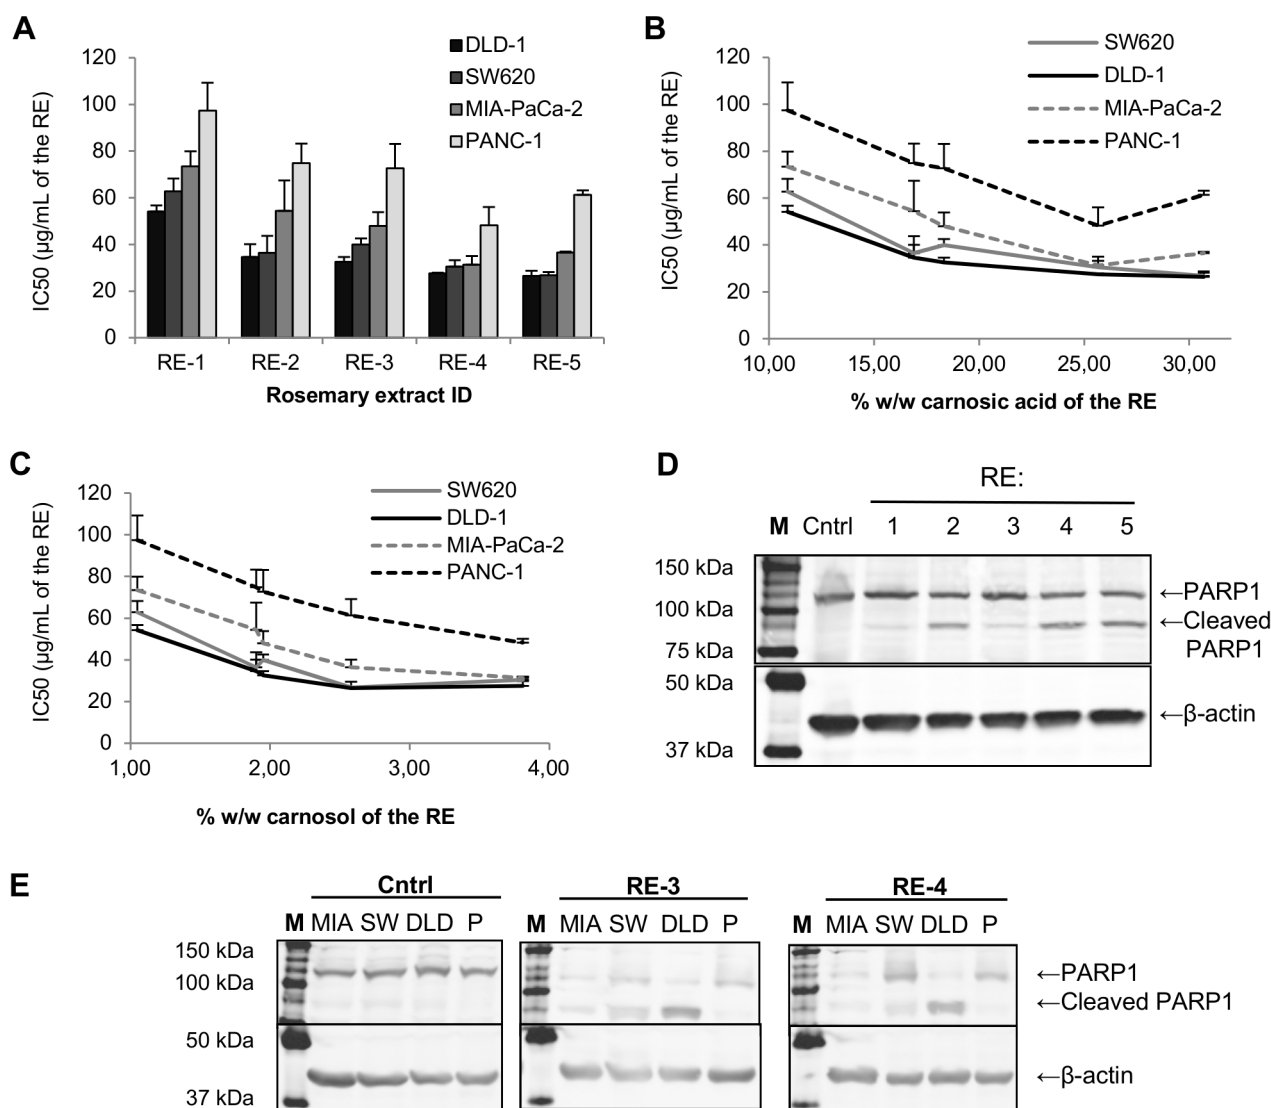 A
DLD-1
SW620
MIA-PaCa-2
PANC-1
IC50 (µg/mL of the RE)
120
100
80
60
40
20
0
RE-1 RE-2 RE-3 RE-4 RE-5
Rosemary extract ID
B
SW620
DLD-1
MIA-PaCa-2
PANC-1
IC50 (µg/mL of the RE)
120
100
80
60
40
20
0
10,00 15,00 20,00 25,00 30,00
% w/w carnosic acid of the RE
C
SW620
DLD-1
MIA-PaCa-2
PANC-1
IC50 (µg/mL of the RE)
120
100
80
60
40
20
0
1,00 2,00 3,00 4,00
% w/w carnosol of the RE
D
RE:
M Cntrl 1 2 3 4 5
150 kDa
100 kDa
75 kDa
50 kDa
37 kDa
←PARP1
←Cleaved
PARP1
←β-actin
E
Cntrl RE-3 RE-4
M MIA SW DLD P M MIA SW DLD P M MIA SW DLD P
150 kDa
100 kDa
50 kDa
37 kDa
←PARP1
←Cleaved PARP1
←β-actin